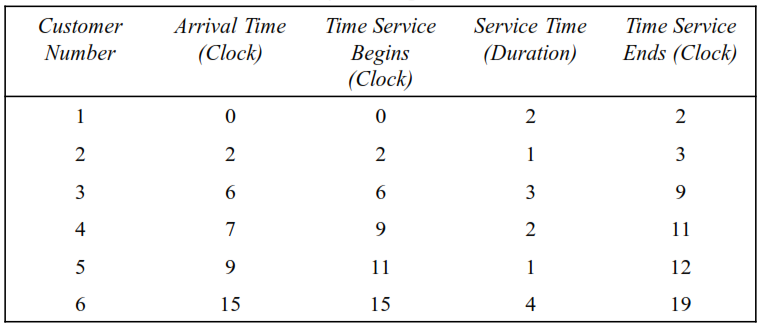 Customer Number Arrival Time (Clock) Time Service Begins (Clock) Service Time (Duration) Time Service Ends (Clock)
1 0 0 2 2
2 2 2 1 3
3 6 6 3 9
4 7 9 2 11
5 9 11 1 12
6 15 15 4 19